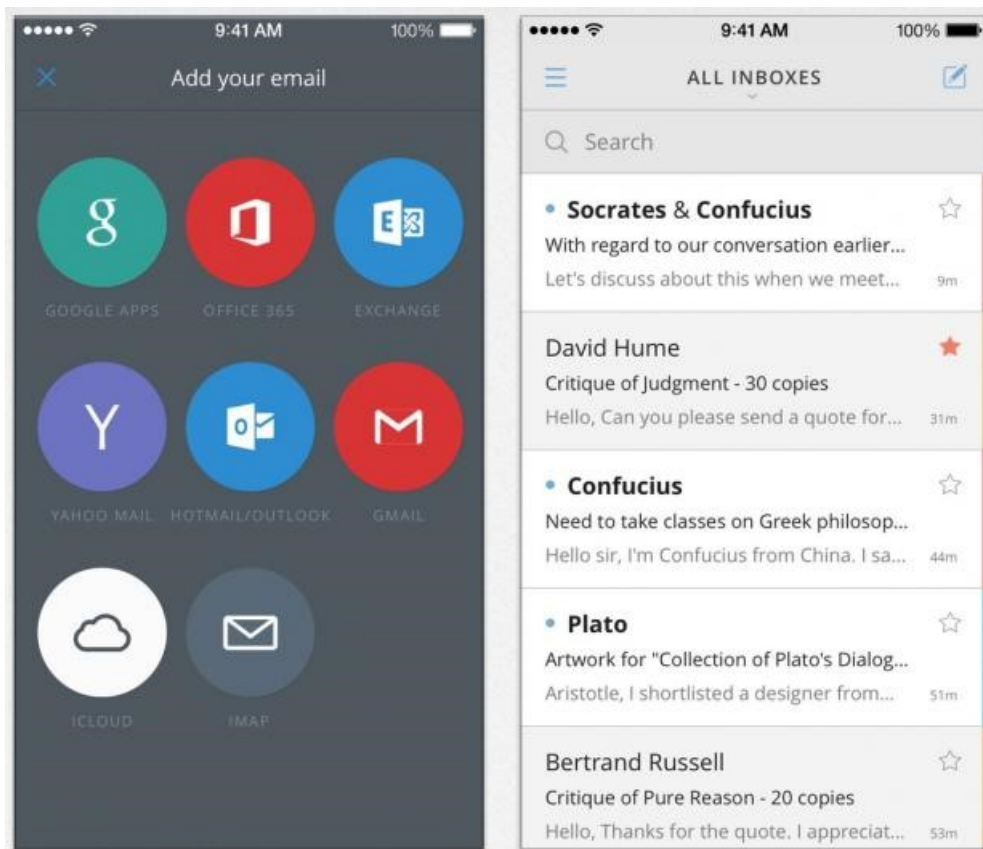 9:41 AM 100%
Add your email
g
E
GOOGLE APPS OFFICE 365 EXCHANGE
Y
O
M
YAHOO MAIL HOTMAIL/OUTLOOK GMAIL
ICLOUD IMAP
9:41 AM 100%
ALL INBOXES
Search
Socrates & Confucius
With regard to our conversation earlier...
Let's discuss about this when we meet... 9m
David Hume
Critique of Judgment - 30 copies
Hello, Can you please send a quote for... 31m
Confucius
Need to take classes on Greek philosop...
Hello sir, I'm Confucius from China. I sa... 44m
Plato
Artwork for "Collection of Plato's Dialog...
Aristotle, I shortlisted a designer from... 51m
Bertrand Russell
Critique of Pure Reason - 20 copies
Hello, Thanks for the quote. I appreciat... 53m